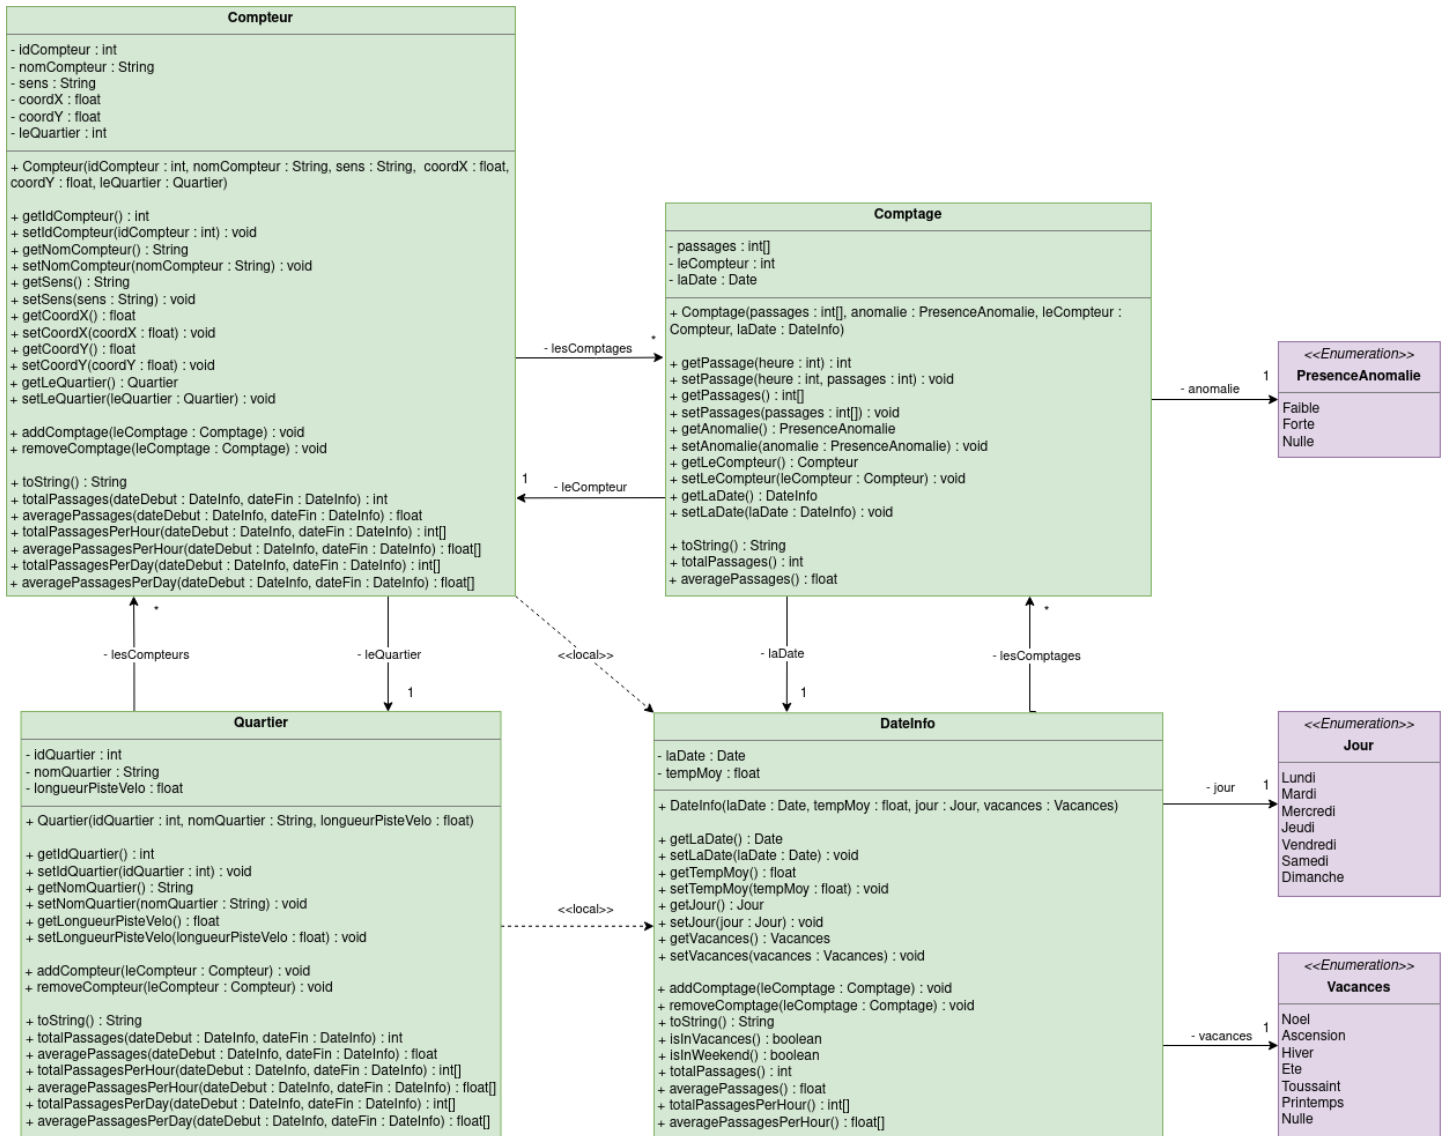 Compteur
- idCompteur : int
- nomCompteur : String
- sens : String
- coordX : float
- coordY : float
- leQuartier : int
+ Compteur(idCompteur : int, nomCompteur : String, sens : String,  coordX : float,
coordY : float, leQuartier : Quartier)
+ getIdCompteur() : int
+ setIdCompteur(idCompteur : int) : void
+ getNomCompteur() : String
+ setNomCompteur(nomCompteur : String) : void
+ getSens() : String
+ setSens(sens : String) : void
+ getCoordX() : float
+ setCoordX(coordX : float) : void
+ getCoordY() : float
+ setCoordY(coordY : float) : void
+ getLeQuartier() : Quartier
+ setLeQuartier(leQuartier : Quartier) : void
+ addComptage(leComptage : Comptage) : void
+ removeComptage(leComptage : Comptage) : void
+ toString() : String
+ totalPassages(dateDebut : DateInfo, dateFin : DateInfo) : int
+ averagePassages(dateDebut : DateInfo, dateFin : DateInfo) : float
+ totalPassagesPerHour(dateDebut : DateInfo, dateFin : DateInfo) : int[]
+ averagePassagesPerHour(dateDebut : DateInfo, dateFin : DateInfo) : float[]
+ totalPassagesPerDay(dateDebut : DateInfo, dateFin : DateInfo) : int[]
+ averagePassagesPerDay(dateDebut : DateInfo, dateFin : DateInfo) : float[]
- lesComptages
*
1
- leCompteur
Comptage
- passages : int[]
- leCompteur : int
- laDate : Date
+ Comptage(passages : int[], anomalie : PresenceAnomalie, leCompteur :
Compteur, laDate : DateInfo)
+ getPassage(heure : int) : int
+ setPassage(heure : int, passages : int) : void
+ getPassages() : int[]
+ setPassages(passages : int[]) : void
+ getAnomalie() : PresenceAnomalie
+ setAnomalie(anomalie : PresenceAnomalie) : void
+ getLeCompteur() : Compteur
+ setLeCompteur(leCompteur : Compteur) : void
+ getLaDate() : DateInfo
+ setLaDate(laDate : DateInfo) : void
+ toString() : String
+ totalPassages() : int
+ averagePassages() : float
- anomalie
1
<<Enumeration>>
PresenceAnomalie
Faible
Forte
Nulle
*
- lesCompteurs
- leQuartier
1
<<local>>
- laDate
1
*
- lesComptages
Quartier
- idQuartier : int
- nomQuartier : String
- longueurPisteVelo : float
+ Quartier(idQuartier : int, nomQuartier : String, longueurPisteVelo : float)
+ getIdQuartier() : int
+ setIdQuartier(idQuartier : int) : void
+ getNomQuartier() : String
+ setNomQuartier(nomQuartier : String) : void
+ getLongueurPisteVelo() : float
+ setLongueurPisteVelo(longueurPisteVelo : float) : void
+ addCompteur(leCompteur : Compteur) : void
+ removeCompteur(leCompteur : Compteur) : void
+ toString() : String
+ totalPassages(dateDebut : DateInfo, dateFin : DateInfo) : int
+ averagePassages(dateDebut : DateInfo, dateFin : DateInfo) : float
+ totalPassagesPerHour(dateDebut : DateInfo, dateFin : DateInfo) : int[]
+ averagePassagesPerHour(dateDebut : DateInfo, dateFin : DateInfo) : float[]
+ totalPassagesPerDay(dateDebut : DateInfo, dateFin : DateInfo) : int[]
+ averagePassagesPerDay(dateDebut : DateInfo, dateFin : DateInfo) : float[]
<<local>>
DateInfo
- laDate : Date
- tempMoy : float
+ DateInfo(laDate : Date, tempMoy : float, jour : Jour, vacances : Vacances)
+ getLaDate() : Date
+ setLaDate(laDate : Date) : void
+ getTempMoy() : float
+ setTempMoy(tempMoy : float) : void
+ getJour() : Jour
+ setJour(jour : Jour) : void
+ getVacances() : Vacances
+ setVacances(vacances : Vacances) : void
+ addComptage(leComptage : Comptage) : void
+ removeComptage(leComptage : Comptage) : void
+ toString() : String
+ isInVacances() : boolean
+ isInWeekend() : boolean
+ totalPassages() : int
+ averagePassages() : float
+ totalPassagesPerHour() : int[]
+ averagePassagesPerHour() : float[]
- jour
1
<<Enumeration>>
Jour
Lundi
Mardi
Mercredi
Jeudi
Vendredi
Samedi
Dimanche
- vacances
1
<<Enumeration>>
Vacances
Noel
Ascension
Hiver
Ete
Toussaint
Printemps
Nulle